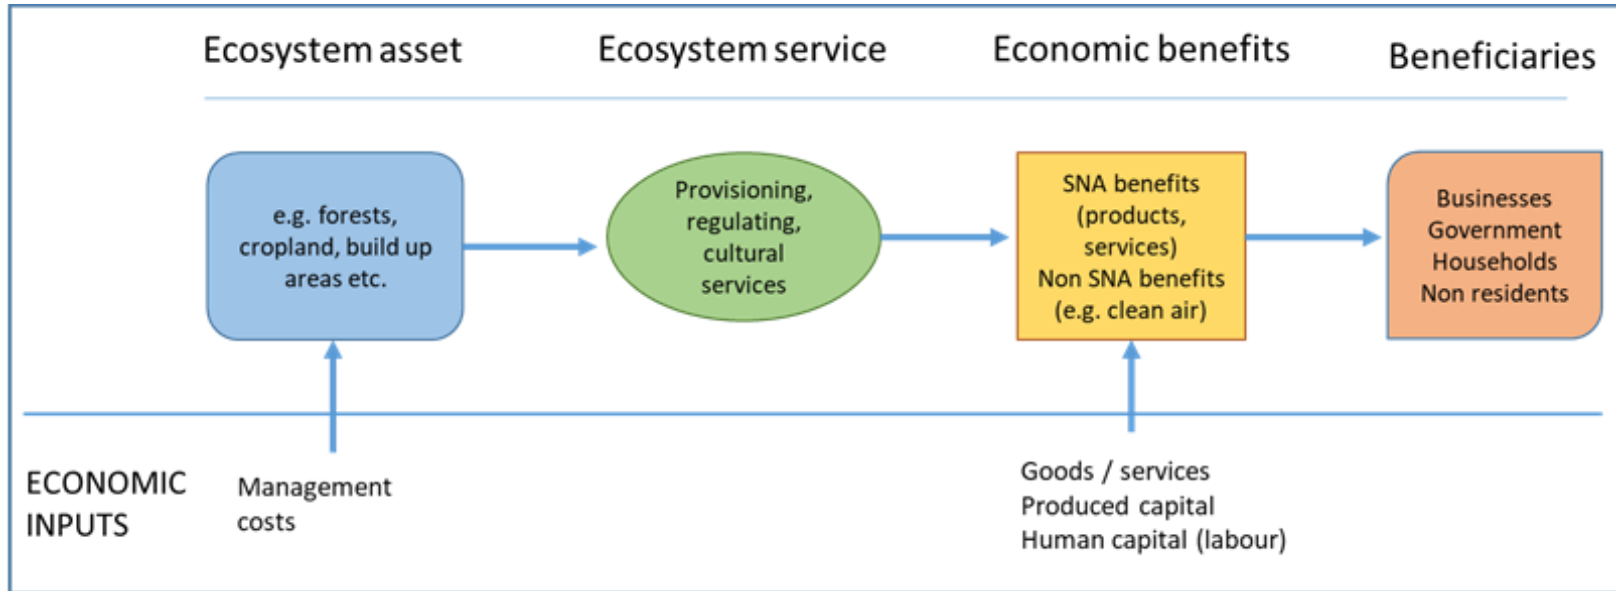 Ecosystem asset
Ecosystem service
Economic benefits
Beneficiaries
e.g. forests,
cropland, build up
areas etc.
Provisioning,
regulating,
cultural
services
SNA benefits
(products,
services)
Non SNA benefits
(e.g. clean air)
Businesses
Government
Households
Non residents
ECONOMIC
INPUTS
Management
costs
Goods / services
Produced capital
Human capital (labour)